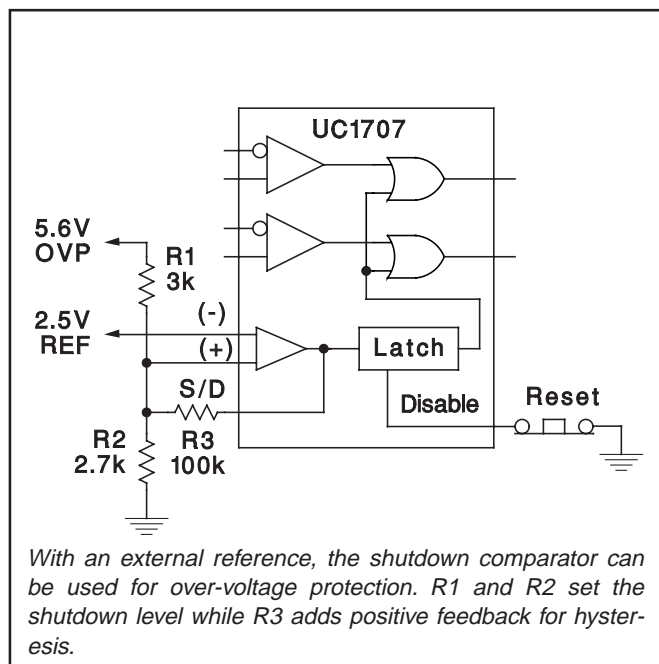 UC1707
5.6V
OVP
R1
3k
2.5V
REF
(-)
(+)
Latch
S/D
Disable
Reset
R2
2.7k
R3
100k
With an external reference, the shutdown comparator can
be used for over-voltage protection. R1 and R2 set the
shutdown level while R3 adds positive feedback for hyster-
esis.